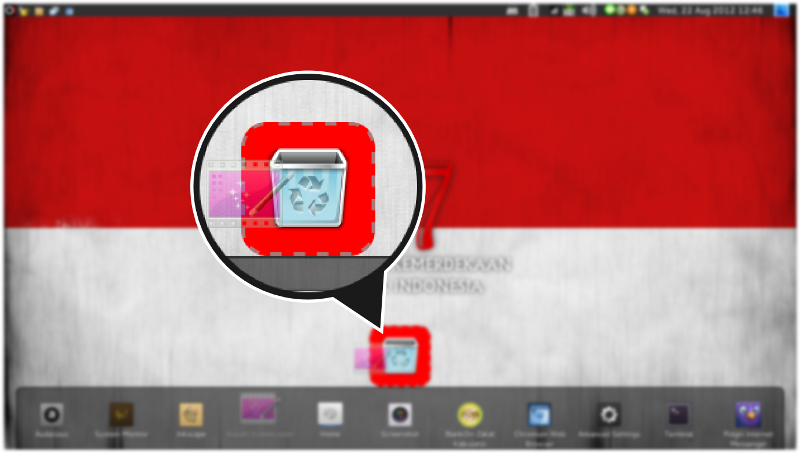 Wed, 22 Aug 2012 12:46
7
KEMERDEKAAN
INDONESIA
Audacious
System Monitor
Inkscape
Home
Screenshot
Chromium Web
Browser
Advanced Settings
Terminal
Pidgin Internet
Messenger